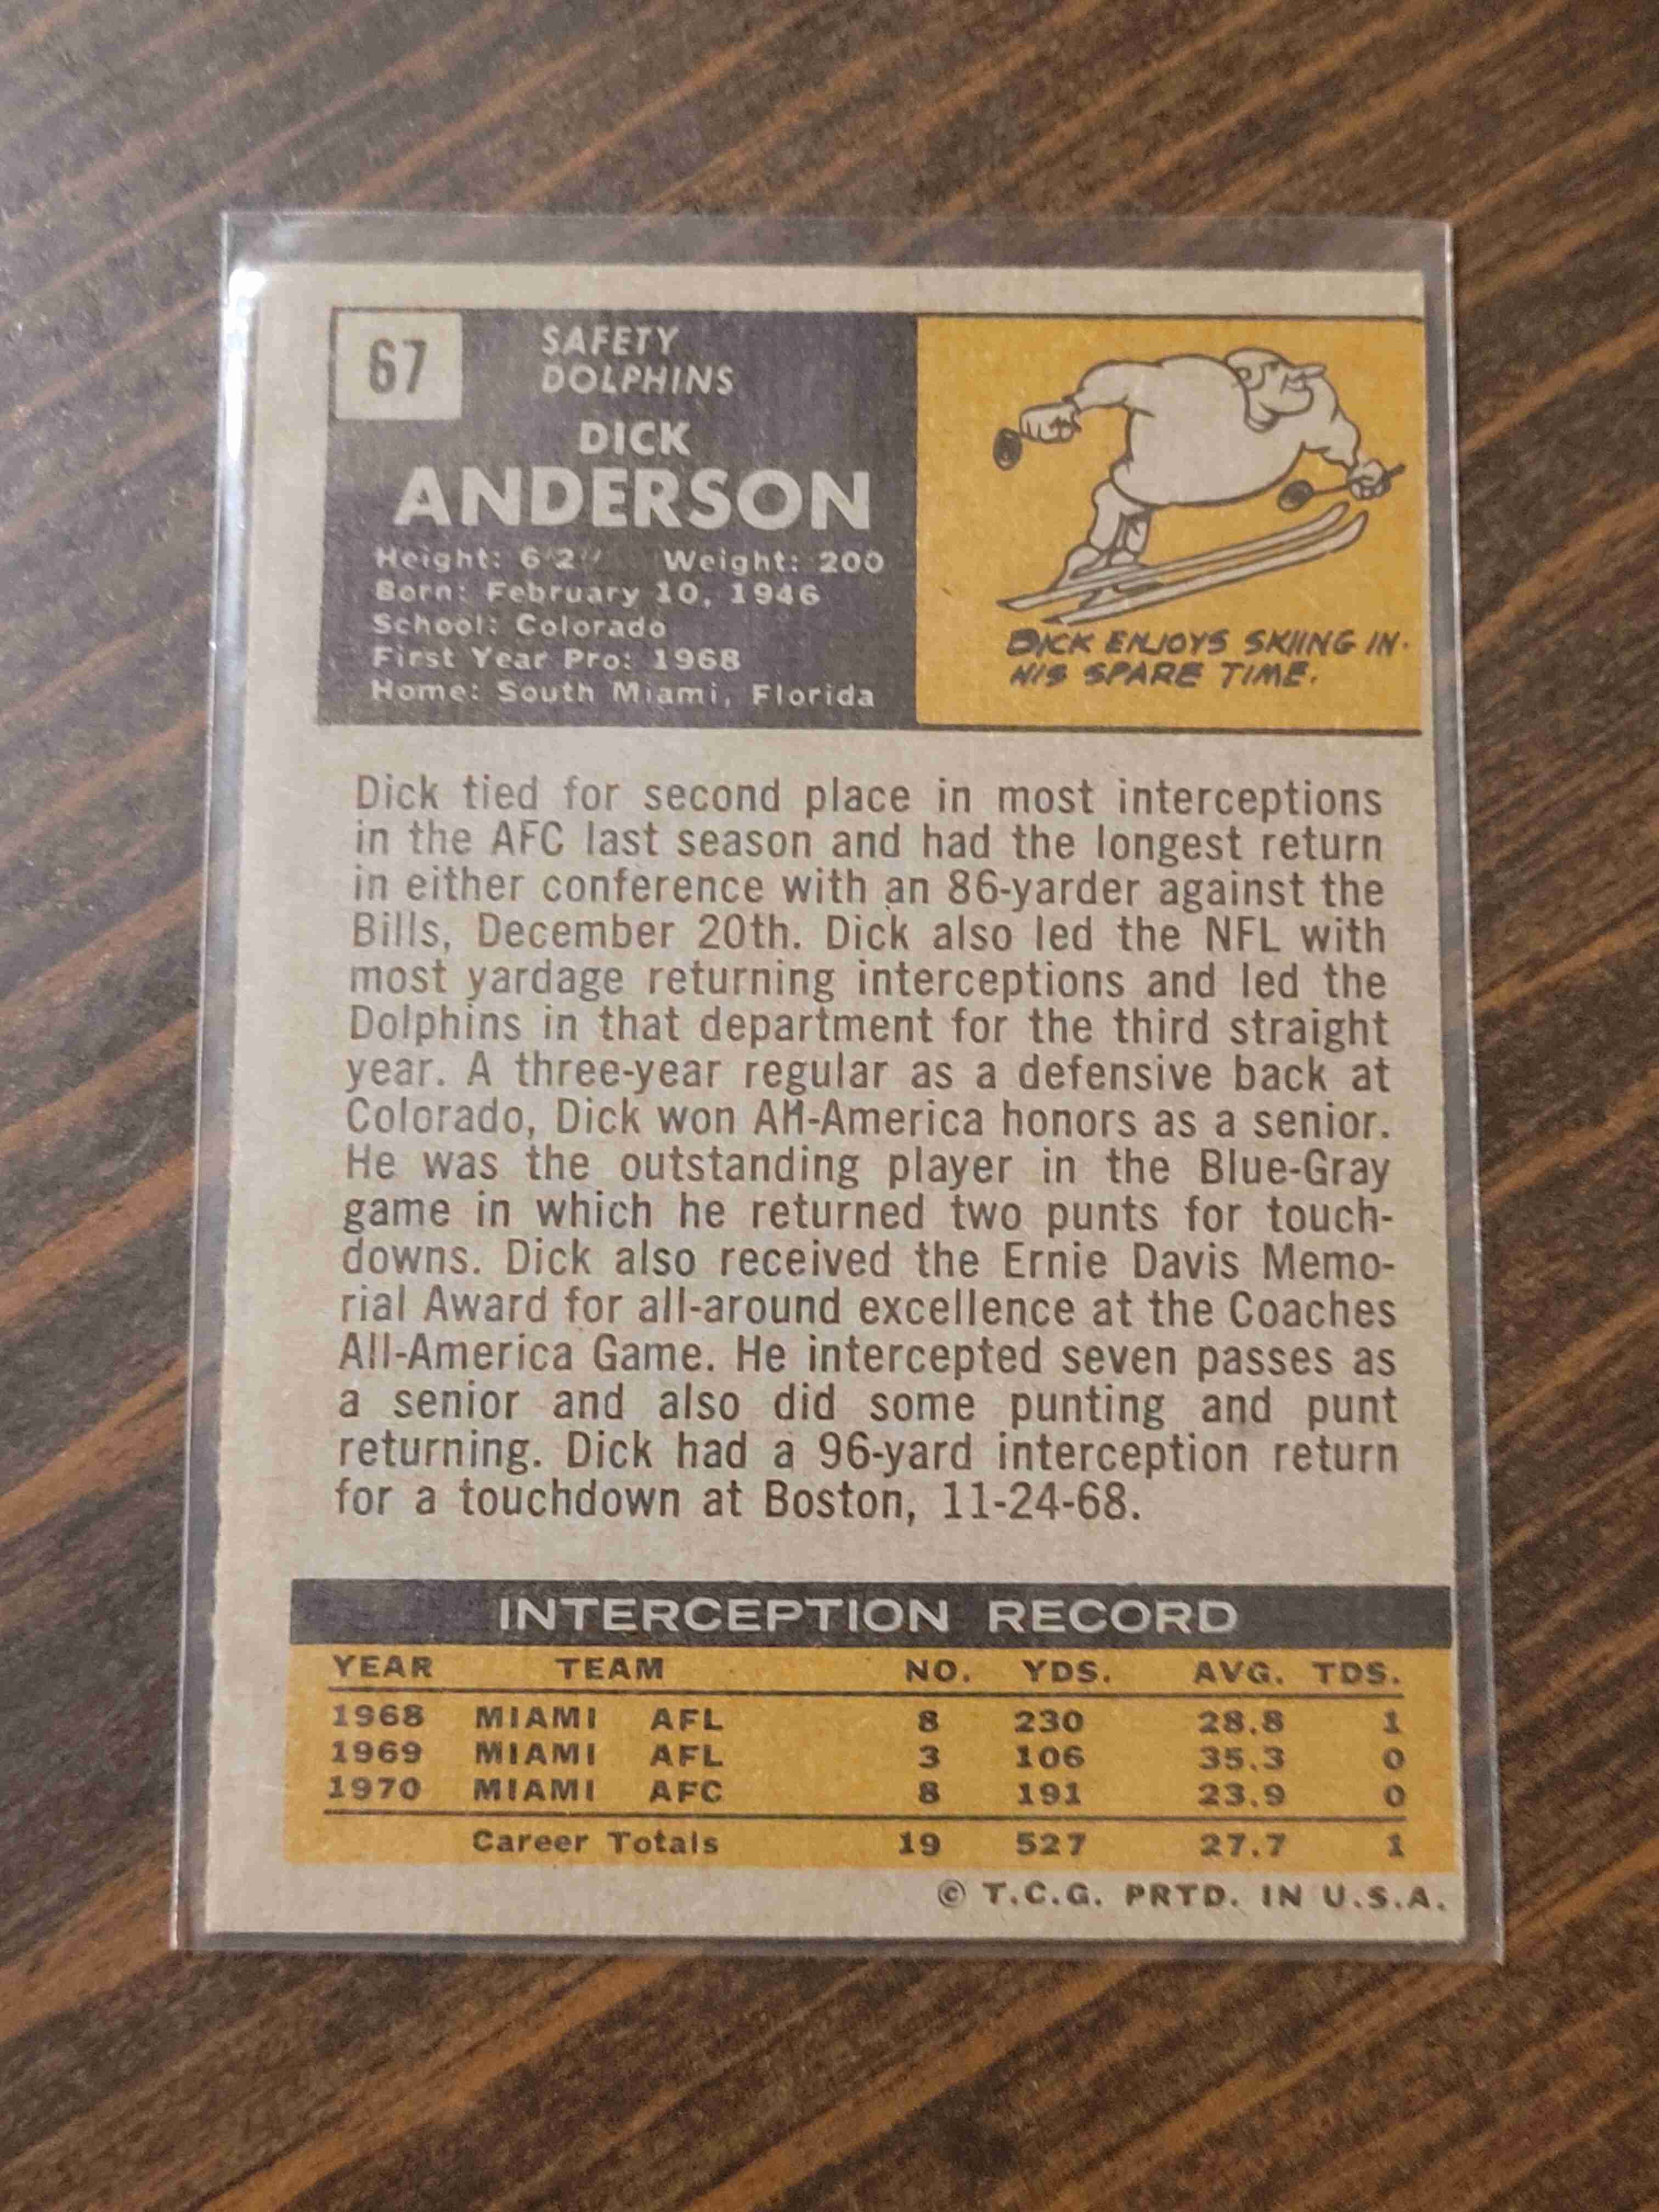 67
SAFETY
DOLPHINS
DICK
ANDERSON
Height: 6'2" Weight: 200
Born: February 10, 1946
School: Colorado
First Year Pro: 1968
Home: South Miami, Florida
DICK ENJOYS SKIING IN
HIS SPARE TIME.
Dick tied for second place in most interceptions
in the AFC last season and had the longest return
in either conference with an 86-yarder against the
Bills, December 20th. Dick also led the NFL with
most yardage returning interceptions and led the
Dolphins in that department for the third straight
year. A three-year regular as a defensive back at
Colorado, Dick won All-America honors as a senior.
He was the outstanding player in the Blue-Gray
game in which he returned two punts for touch-
downs. Dick also received the Ernie Davis Memo-
rial Award for all-around excellence at the Coaches
All-America Game. He intercepted seven passes as
a senior and also did some punting and punt
returning. Dick had a 96-yard interception return
for a touchdown at Boston, 11-24-68.
INTERCEPTION RECORD
YEAR TEAM NO. YDS. AVG. TDS.
1968 MIAMI AFL 8 230 28.8 1
1969 MIAMI AFL 3 106 35.3 0
1970 MIAMI AFC 8 191 23.9 0
Career Totals 19 527 27.7 1
© T.C.G. PRTD. IN U.S.A.